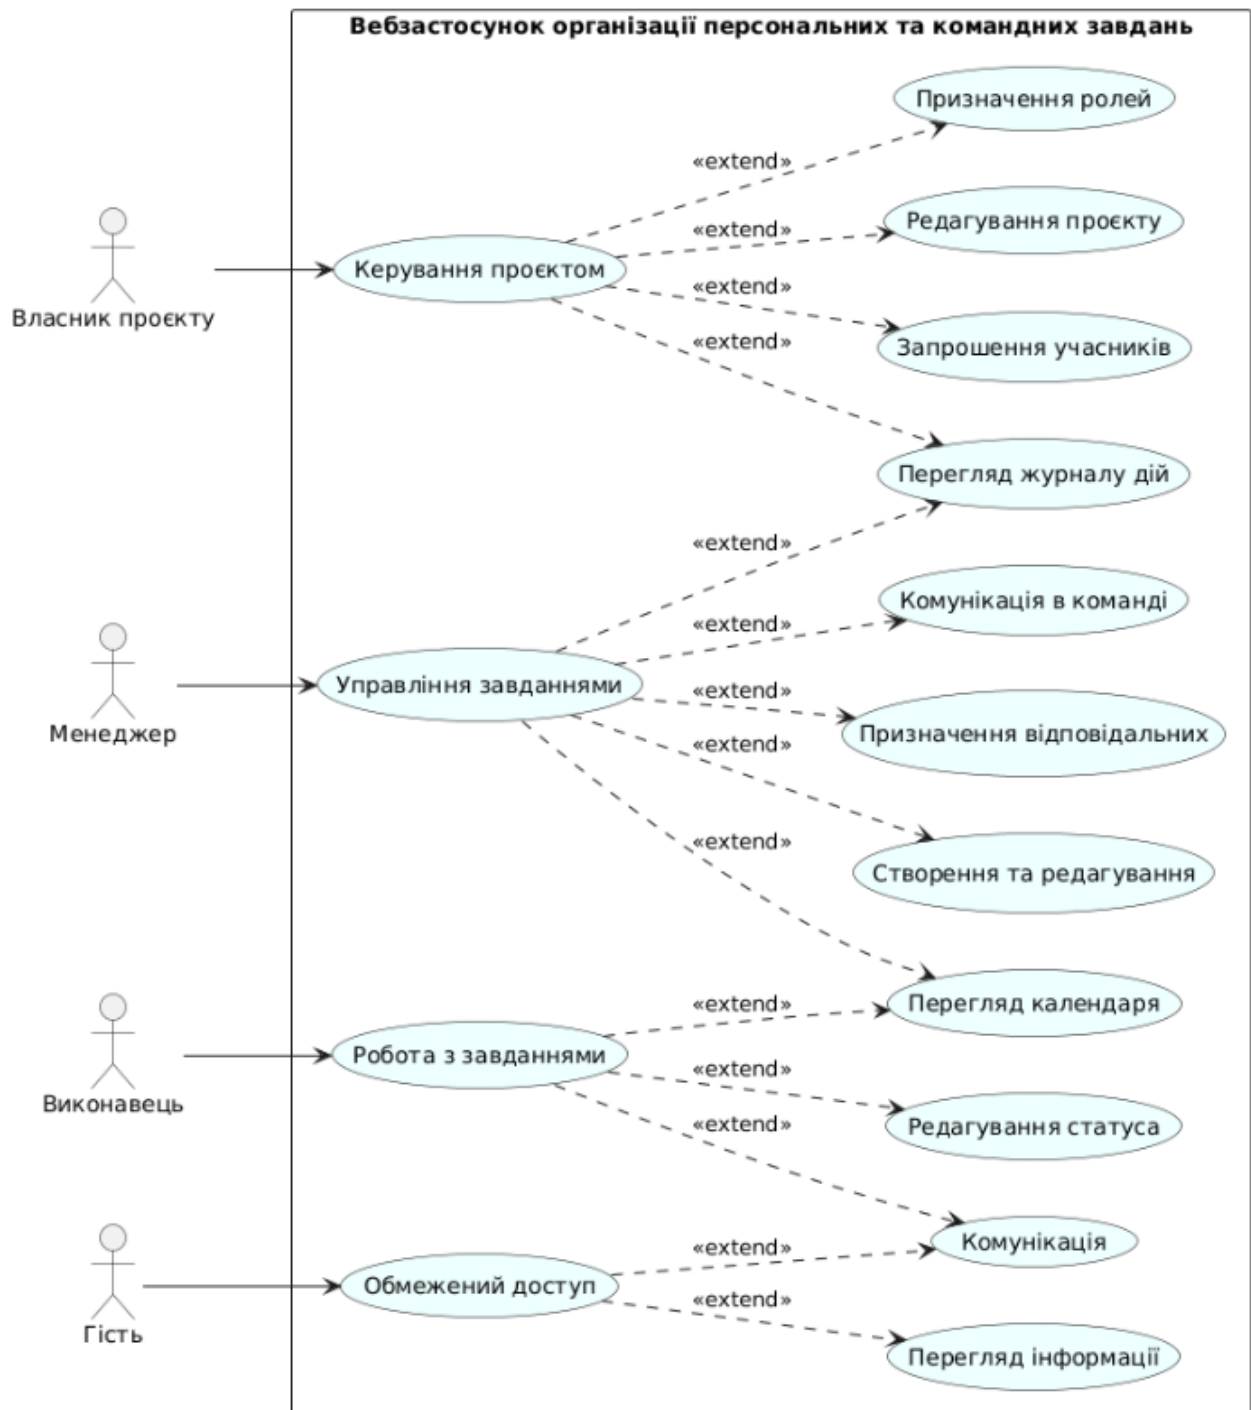 Вебзастосунок організації персональних та командних завдань
Призначення ролей
«extend»
Редагування проєкту
«extend»
Керування проєктом
«extend»
Власник проєкту
Запрошення учасників
«extend»
Перегляд журналу дій
«extend»
Комунікація в команді
«extend»
Управління завданнями
«extend»
Менеджер
Призначення відповідальних
«extend»
«extend»
Створення та редагування
«extend»
Перегляд календаря
Робота з завданнями
«extend»
Виконавець
«extend»
Редагування статуса
Комунікація
«extend»
Обмежений доступ
«extend»
Гість
Перегляд інформації